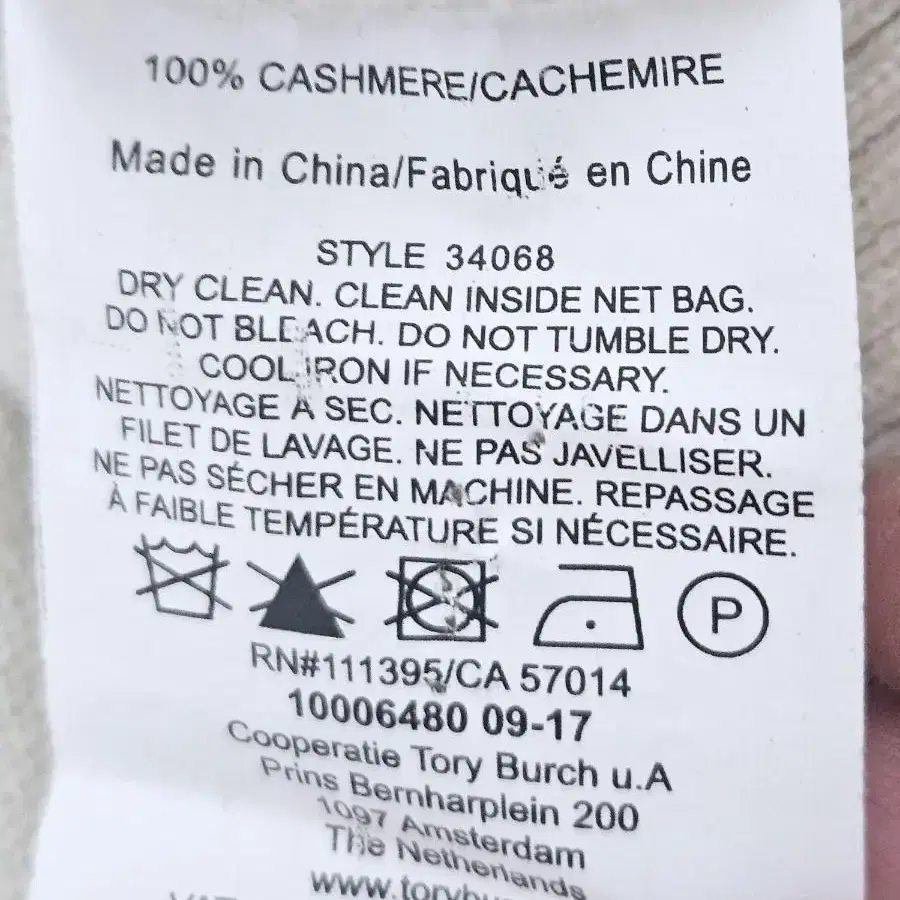 100% CASHMERE/CACHEMIRE
Made in China/Fabriqué en Chine
STYLE 34068
DRY CLEAN. CLEAN INSIDE NET BAG.
DO NOT BLEACH. DO NOT TUMBLE DRY.
COOL IRON IF NECESSARY.
NETTOYAGE A SEC. NETTOYAGE DANS UN
FILET DE LAVAGE. NE PAS JAVELLISER.
NE PAS SÉCHER EN MACHINE. REPASSAGE
À FAIBLE TEMPÉRATURE SI NÉCESSAIRE.
P
RN#111395/CA 57014
10006480 09-17
Cooperatie Tory Burch u.A
Prins Bernharplein 200
1097 Amsterdam
The Netherlands